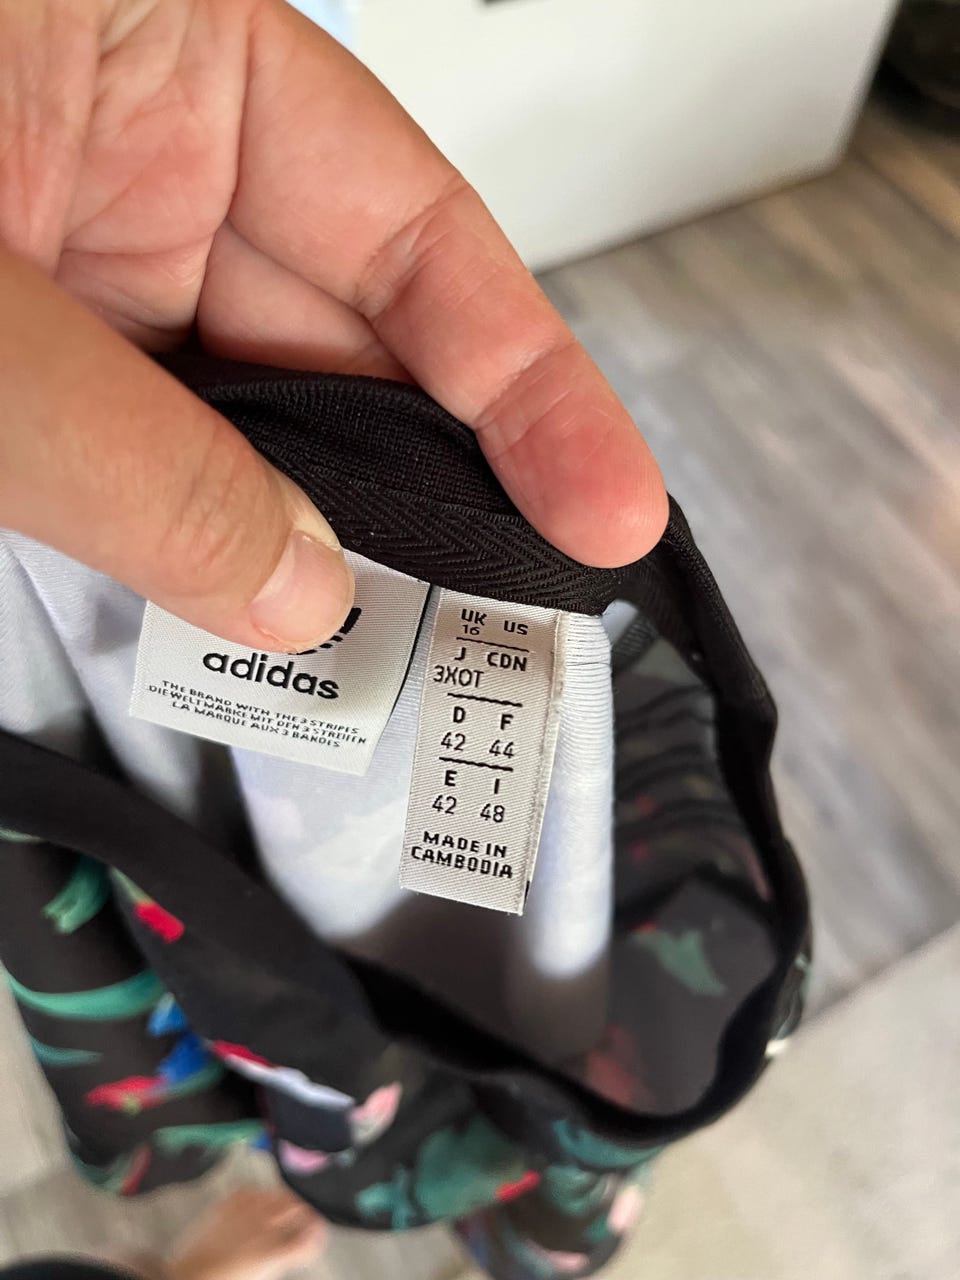 adidas
THE BRAND WITH THE 3 STRIPES
DIE WELTMARKE MIT DEN 3 STREIFEN
LA MARQUE AUX 3 BANDES
UK US
16
J CDN
3XOT
D F
42 44
E I
42 48
MADE IN
CAMBODIA